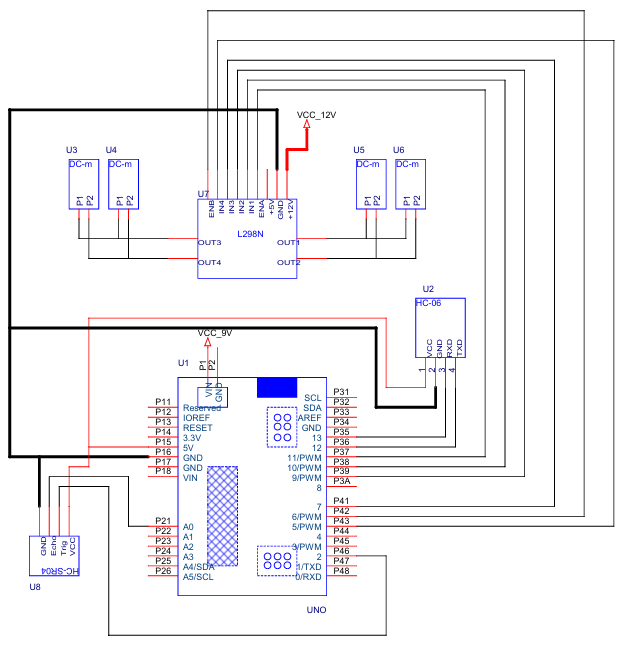 VCC_12V
U3
U4
U5
U6
DC-m
DC-m
DC-m
DC-m
P1
P2
P1
P2
P1
P2
P1
P2
U7
ENB
IN4
IN3
IN2
IN1
ENA
+5V
GND
+12V
L298N
OUT3
OUT1
OUT4
OUT2
U2
HC-06
VCC
GND
RXD
TXD
1
2
3
4
VCC_9V
U1
P1
P2
VIN
GND
P11 Reserved
P12 IOREF
P13 RESET
P14 3.3V
P15 5V
P16 GND
P17 GND
P18 VIN
P21 A0
P22 A1
P23 A2
P24 A3
P25 A4/SDA
P26 A5/SCL
SCL P31
SDA P32
AREF P33
GND P34
13 P35
12 P36
11/PWM P37
10/PWM P38
9/PWM P39
8 P3A
7 P41
6/PWM P42
5/PWM P43
4 P44
3/PWM P45
2 P46
1/TXD P47
0/RXD P48
UNO
GND
Echo
Trig
VCC
HC-SR04
U8